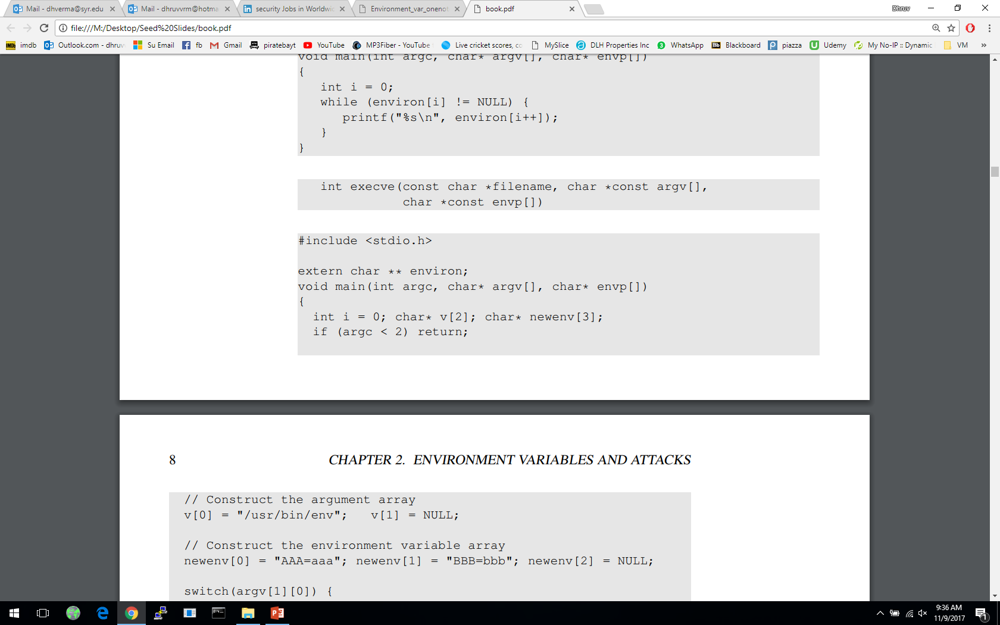 Mail - dhverma@syr.edu
Mail - dhruvvrm@hotma
security Jobs in Worldwic
Environment_var_onenot
book.pdf
Dhruv
file:///M:/Desktop/Seed%20Slides/book.pdf
IMDb imdb
Outlook.com - dhruv
Su Email
fb
Gmail
piratebayt
YouTube
MP3Fiber - YouTube
Live cricket scores, co
MySlice
DLH Properties Inc
WhatsApp
Bb Blackboard
piazza
Udemy
My No-IP :: Dynamic
VM
»
void main(int argc, char* argv[], char* envp[])
{
int i = 0;
while (environ[i] != NULL) {
printf("%s\n", environ[i++]);
}
}
int execve(const char *filename, char *const argv[],
char *const envp[])
#include <stdio.h>
extern char ** environ;
void main(int argc, char* argv[], char* envp[])
{
int i = 0; char* v[2]; char* newenv[3];
if (argc < 2) return;
8 CHAPTER 2. ENVIRONMENT VARIABLES AND ATTACKS
// Construct the argument array
v[0] = "/usr/bin/env"; v[1] = NULL;
// Construct the environment variable array
newenv[0] = "AAA=aaa"; newenv[1] = "BBB=bbb"; newenv[2] = NULL;
switch(argv[1][0]) {
9:36 AM
11/9/2017
1